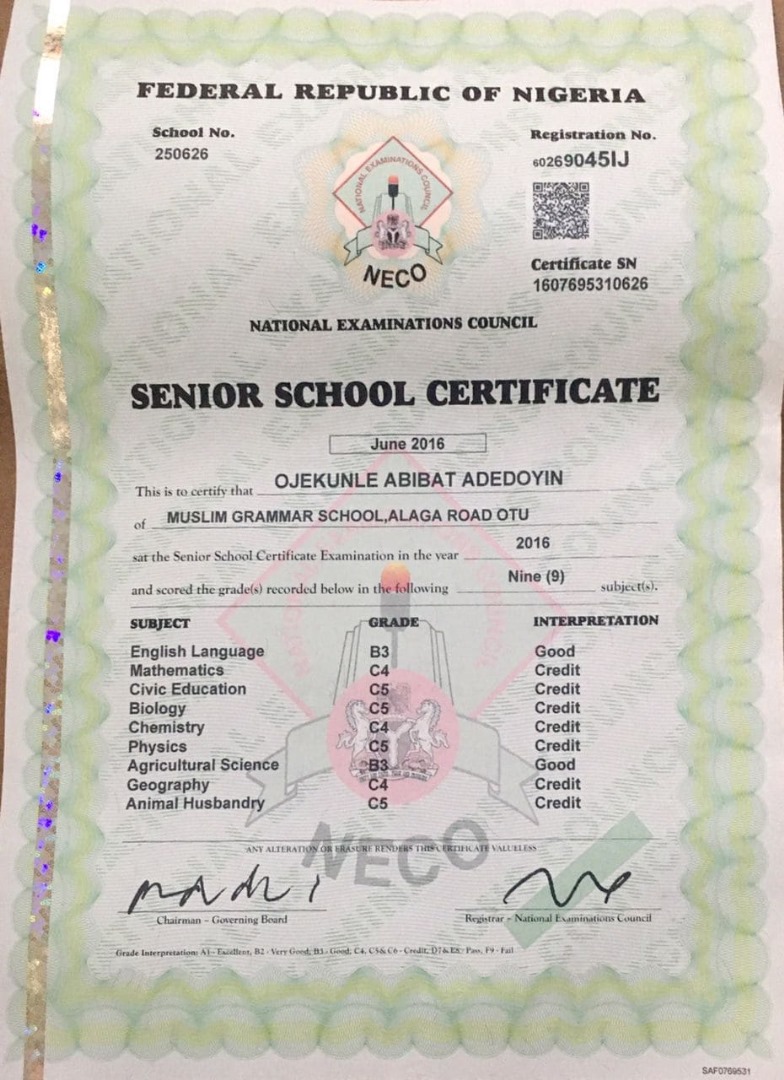 FEDERAL REPUBLIC OF NIGERIA
School No.
250626
Registration No.
60269045IJ
NATIONAL EXAMINATIONS COUNCIL
NECO
Certificate SN
1607695310626
NATIONAL EXAMINATIONS COUNCIL
SENIOR SCHOOL CERTIFICATE
June 2016
This is to certify that OJEKUNLE ABIBAT ADEDOYIN
of MUSLIM GRAMMAR SCHOOL,ALAGA ROAD OTU
sat the Senior School Certificate Examination in the year 2016
and scored the grade(s) recorded below in the following Nine (9) subject(s).
SUBJECT GRADE INTERPRETATION
English Language B3 Good
Mathematics C4 Credit
Civic Education C5 Credit
Biology C5 Credit
Chemistry C4 Credit
Physics C5 Credit
Agricultural Science B3 Good
Geography C4 Credit
Animal Husbandry C5 Credit
NECO
ANY ALTERATION OR ERASURE RENDERS THIS CERTIFICATE VALUELESS
Chairman - Governing Board
Registrar - National Examinations Council
Grade Interpretation: A1 - Excellent, B2 - Very Good, B3 - Good, C4, C5& C6 - Credit, D7& E8 - Pass, F9 - Fail
SAF0769531